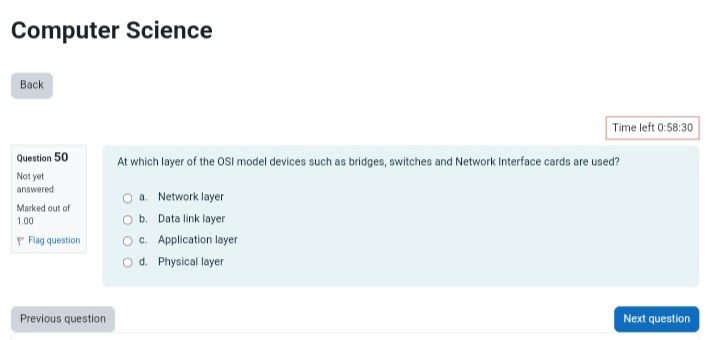 Computer Science
Back
Time left 0:58:30
Question 50
Not yet
answered
Marked out of
1.00
Flag question
At which layer of the OSI model devices such as bridges, switches and Network Interface cards are used?
a. Network layer
b. Data link layer
c. Application layer
d. Physical layer
Previous question
Next question